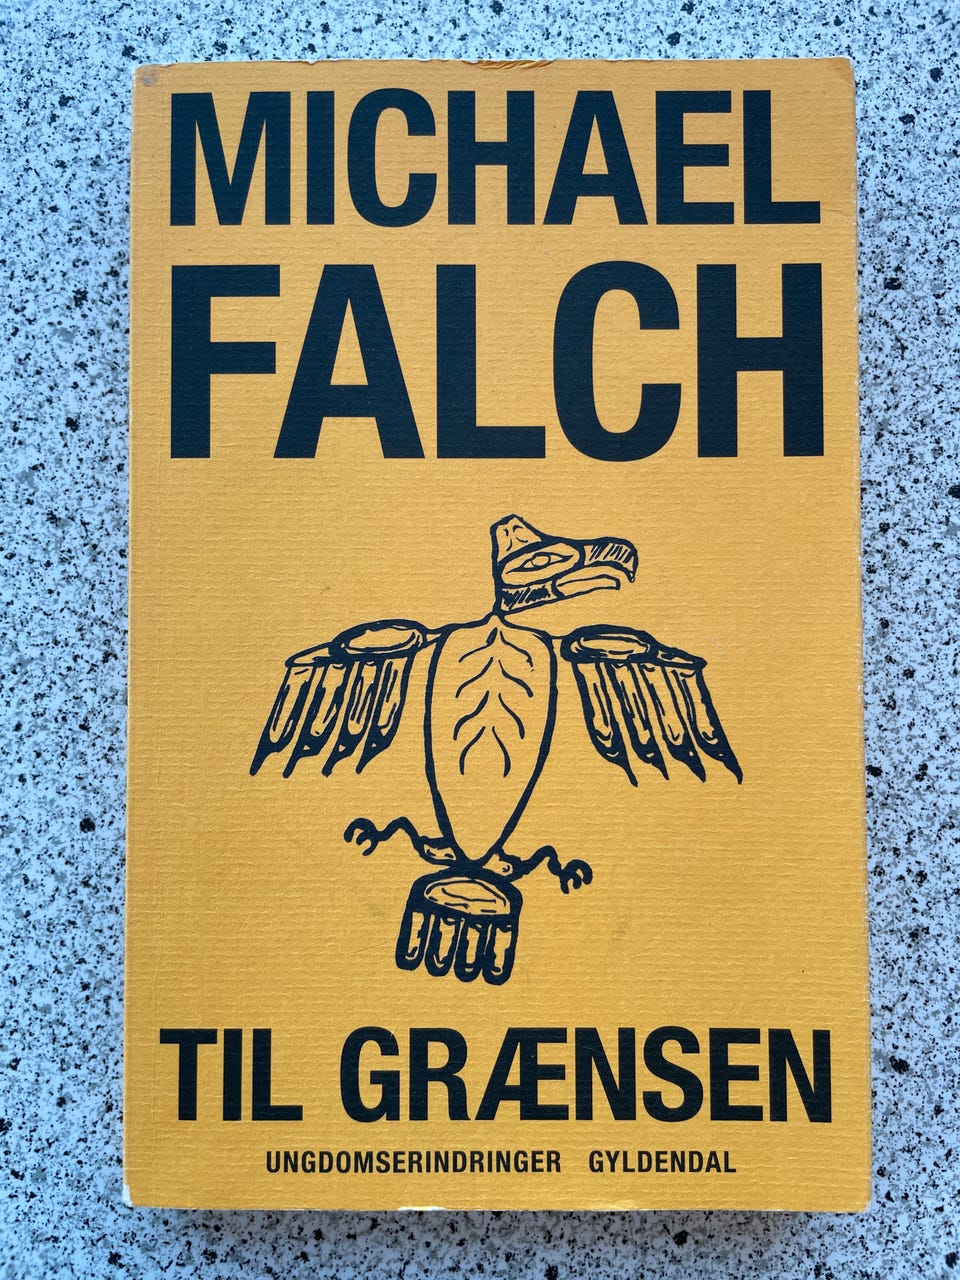 MICHAEL
FALCH
TIL GRÆNSEN
UNGDOMSERINDRINGER GYLDENDAL